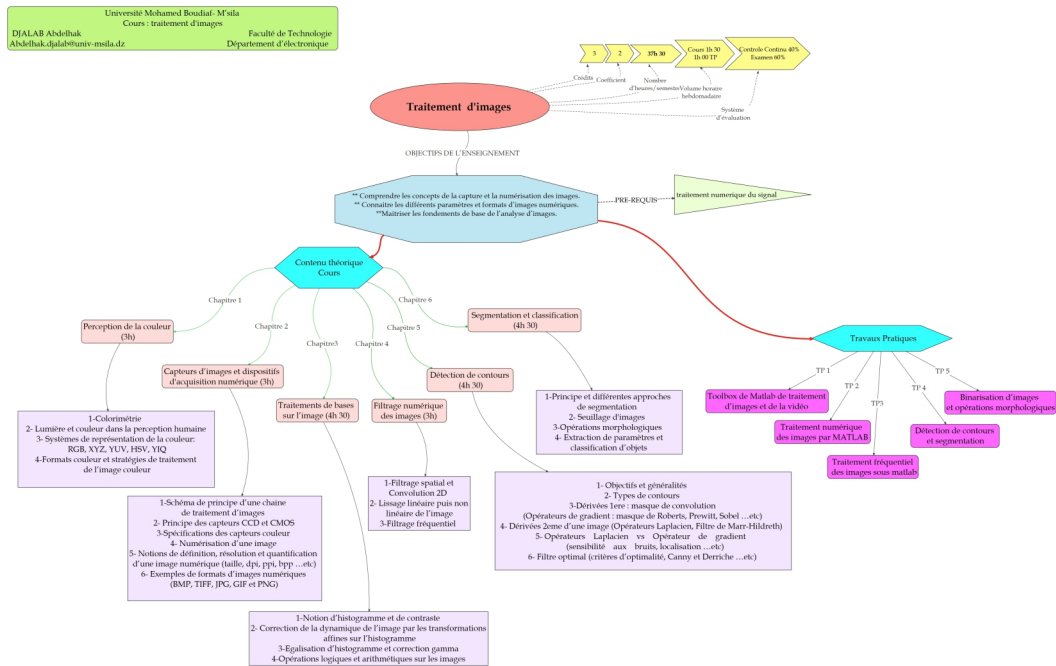 Université Mohamed Boudiaf- M'sila
Cours : traitement d'images
DJALAB Abdelhak Faculté de Technologie
Abdelhak.djalab@univ-msila.dz Département d'électronique
3
2
37h 30
Cours 1h 30
1h 00 TP
Controle Continu 40%
Examen 60%
Crédits
Coefficient
Nombre
d'heures/semestre
Volume horaire
hebdomadaire
Système
d'évaluation
Traitement d'images
OBJECTIFS DE L'ENSEIGNEMENT
** Comprendre les concepts de la capture et la numérisation des images.
** Connaitre les différents paramètres et formats d'images numériques.
**Maitriser les fondements de base de l'analyse d'images.
PRE-REQUIS
traitement numerique du signal
Contenu théorique
Cours
Chapitre 1
Chapitre 2
Chapitre3
Chapitre 4
Chapitre 5
Chapitre 6
Perception de la couleur
(3h)
Capteurs d'images et dispositifs
d'acquisition numérique (3h)
Traitements de bases
sur l'image (4h 30)
Filtrage numérique
des images (3h)
Détection de contours
(4h 30)
Segmentation et classification
(4h 30)
Travaux Pratiques
TP 1
TP 2
TP3
TP 4
TP 5
Toolbox de Matlab de traitement
d'images et de la vidéo
Traitement numérique
des images par MATLAB
Traitement fréquentiel
des images sous matlab
Détection de contours
et segmentation
Binarisation d'images
et opérations morphologiques
1-Colorimétrie
2- Lumière et couleur dans la perception humaine
3- Systèmes de représentation de la couleur:
RGB, XYZ, YUV, HSV, YIQ
4-Formats couleur et stratégies de traitement
de l'image couleur
1-Schéma de principe d'une chaine
de traitement d'images
2- Principe des capteurs CCD et CMOS
3-Spécifications des capteurs couleur
4- Numérisation d'une image
5- Notions de définition, résolution et quantification
d'une image numérique (taille, dpi, ppi, bpp …etc)
6- Exemples de formats d'images numériques
(BMP, TIFF, JPG, GIF et PNG)
1-Notion d'histogramme et de contraste
2- Correction de la dynamique de l'image par les transformations
affines sur l'histogramme
3-Egalisation d'histogramme et correction gamma
4-Opérations logiques et arithmétiques sur les images
1-Filtrage spatial et
Convolution 2D
2- Lissage linéaire puis non
linéaire de l'image
3-Filtrage fréquentiel
1- Objectifs et généralités
2- Types de contours
3-Dérivées 1ere : masque de convolution
(Opérateurs de gradient : masque de Roberts, Prewitt, Sobel …etc)
4- Dérivées 2eme d'une image (Opérateurs Laplacien, Filtre de Marr-Hildreth)
5- Opérateurs Laplacien vs Opérateur de gradient
(sensibilité aux bruits, localisation …etc)
6- Filtre optimal (critères d'optimalité, Canny et Derriche …etc)
1-Principe et différentes approches
de segmentation
2- Seuillage d'images
3-Opérations morphologiques
4- Extraction de paramètres et
classification d'objets